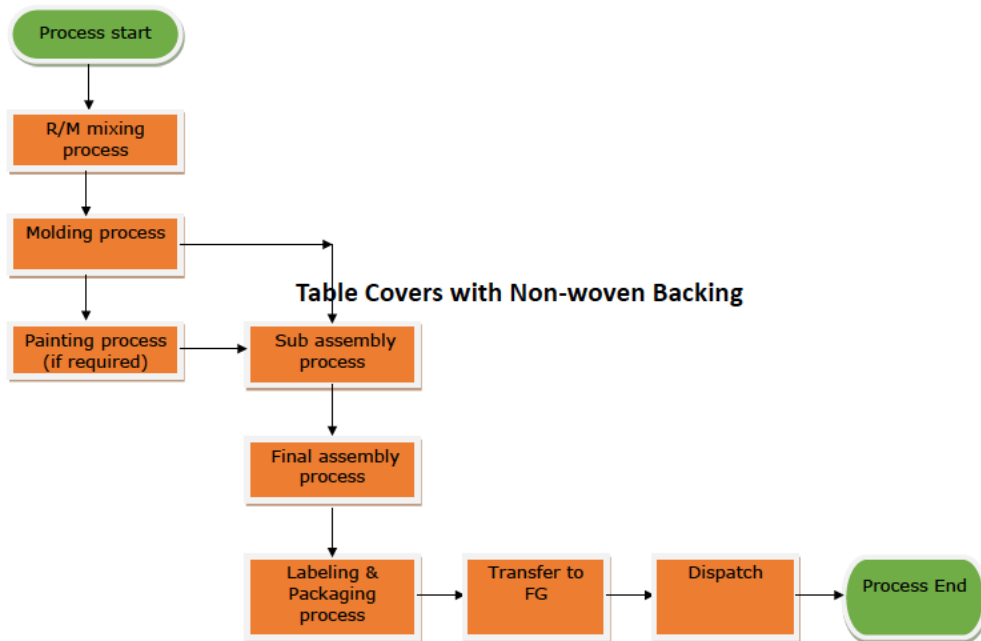 Process start
R/M mixing
process
Molding process
Table Covers with Non-woven Backing
Painting process
(if required)
Sub assembly
process
Final assembly
process
Labeling &
Packaging
process
Transfer to
FG
Dispatch
Process End